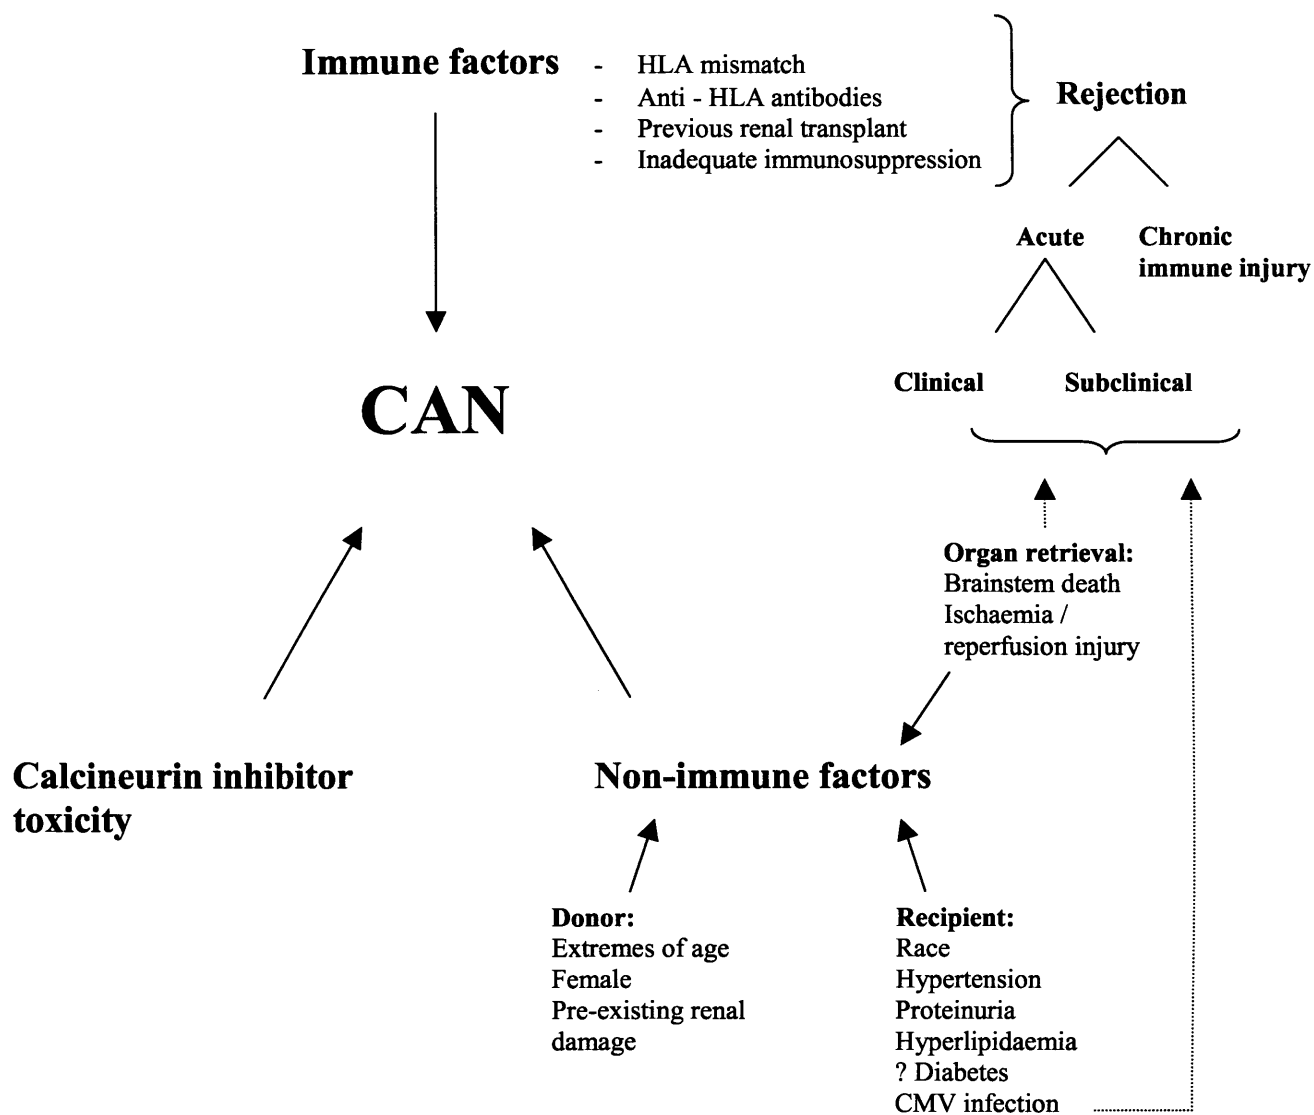 Immune factors
- HLA mismatch
- Anti - HLA antibodies
- Previous renal transplant
- Inadequate immunosuppression
Rejection
Acute
Chronic
immune injury
Clinical
Subclinical
CAN
Organ retrieval:
Brainstem death
Ischaemia /
reperfusion injury
Calcineurin inhibitor
toxicity
Non-immune factors
Donor:
Extremes of age
Female
Pre-existing renal
damage
Recipient:
Race
Hypertension
Proteinuria
Hyperlipidaemia
? Diabetes
CMV infection